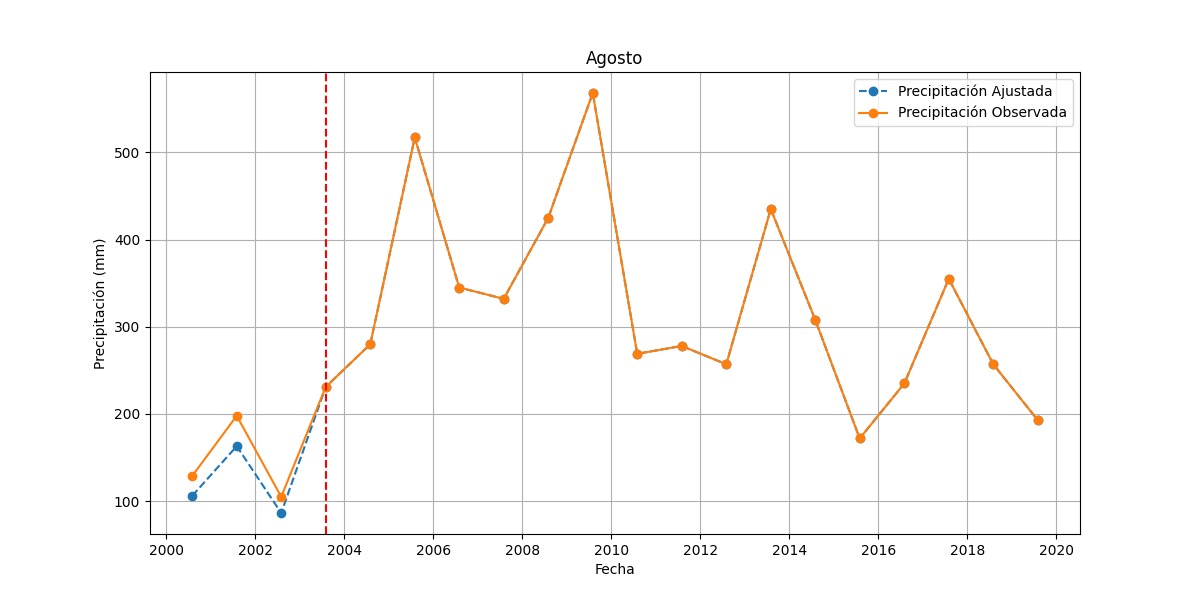 Agosto
Precipitación Ajustada
Precipitación Observada
Precipitación (mm)
500
400
300
200
100
2000 2002 2004 2006 2008 2010 2012 2014 2016 2018 2020
Fecha